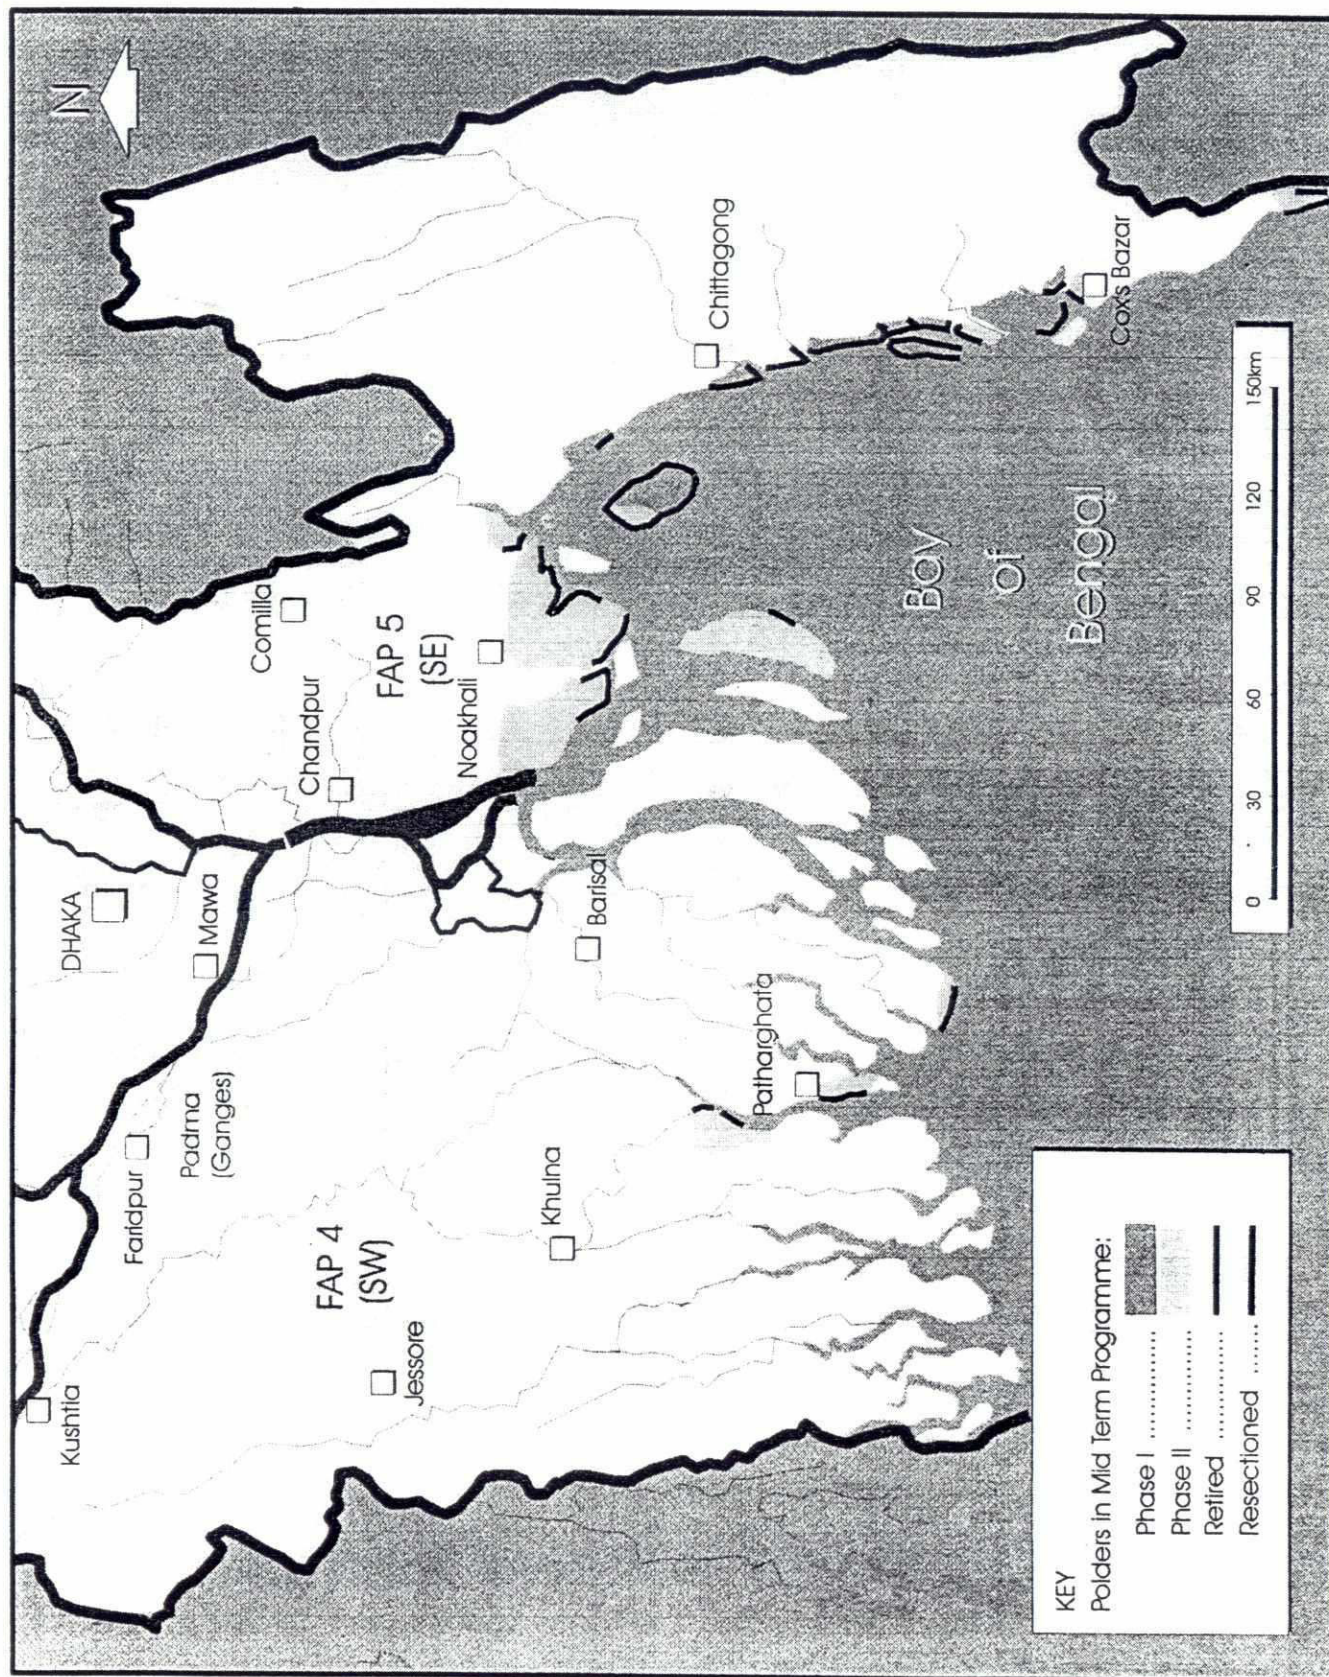 N
DHAKA
Mawa
Faridpur
Padma
(Ganges)
Kushtia
Comilla
Chandpur
FAP 5
(SE)
Noakhali
Chittagong
Cox's Bazar
FAP 4
(SW)
Jessore
Khulna
Barisal
Patharghata
Bay
of
Bengal
KEY
Polders in Mid Term Programme:
Phase I ................
Phase II ................
Retired ................
Resectioned ......
0 30 60 90 120 150km